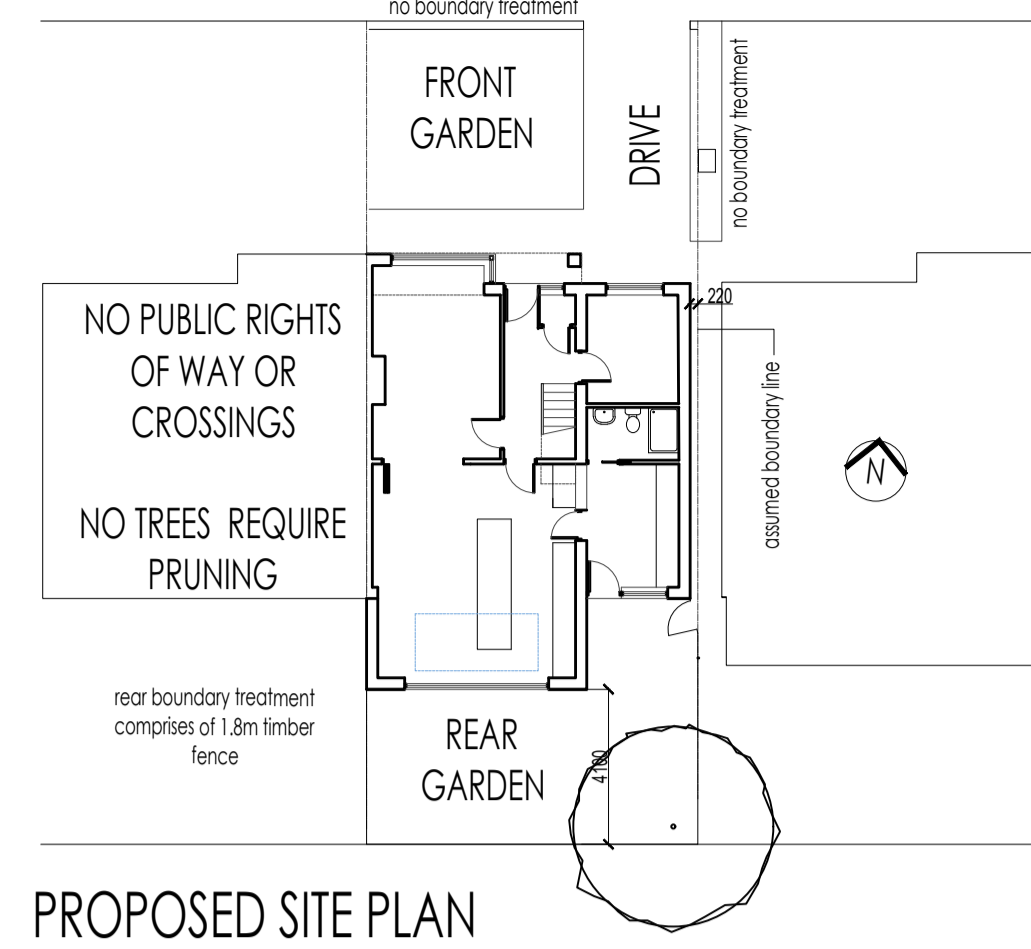 no boundary treatment
FRONT
GARDEN
DRIVE
no boundary treatment
220
NO PUBLIC RIGHTS
OF WAY OR
CROSSINGS
assumed boundary line
N
NO TREES REQUIRE
PRUNING
rear boundary treatment
comprises of 1.8m timber
fence
REAR
GARDEN
4100
PROPOSED SITE PLAN